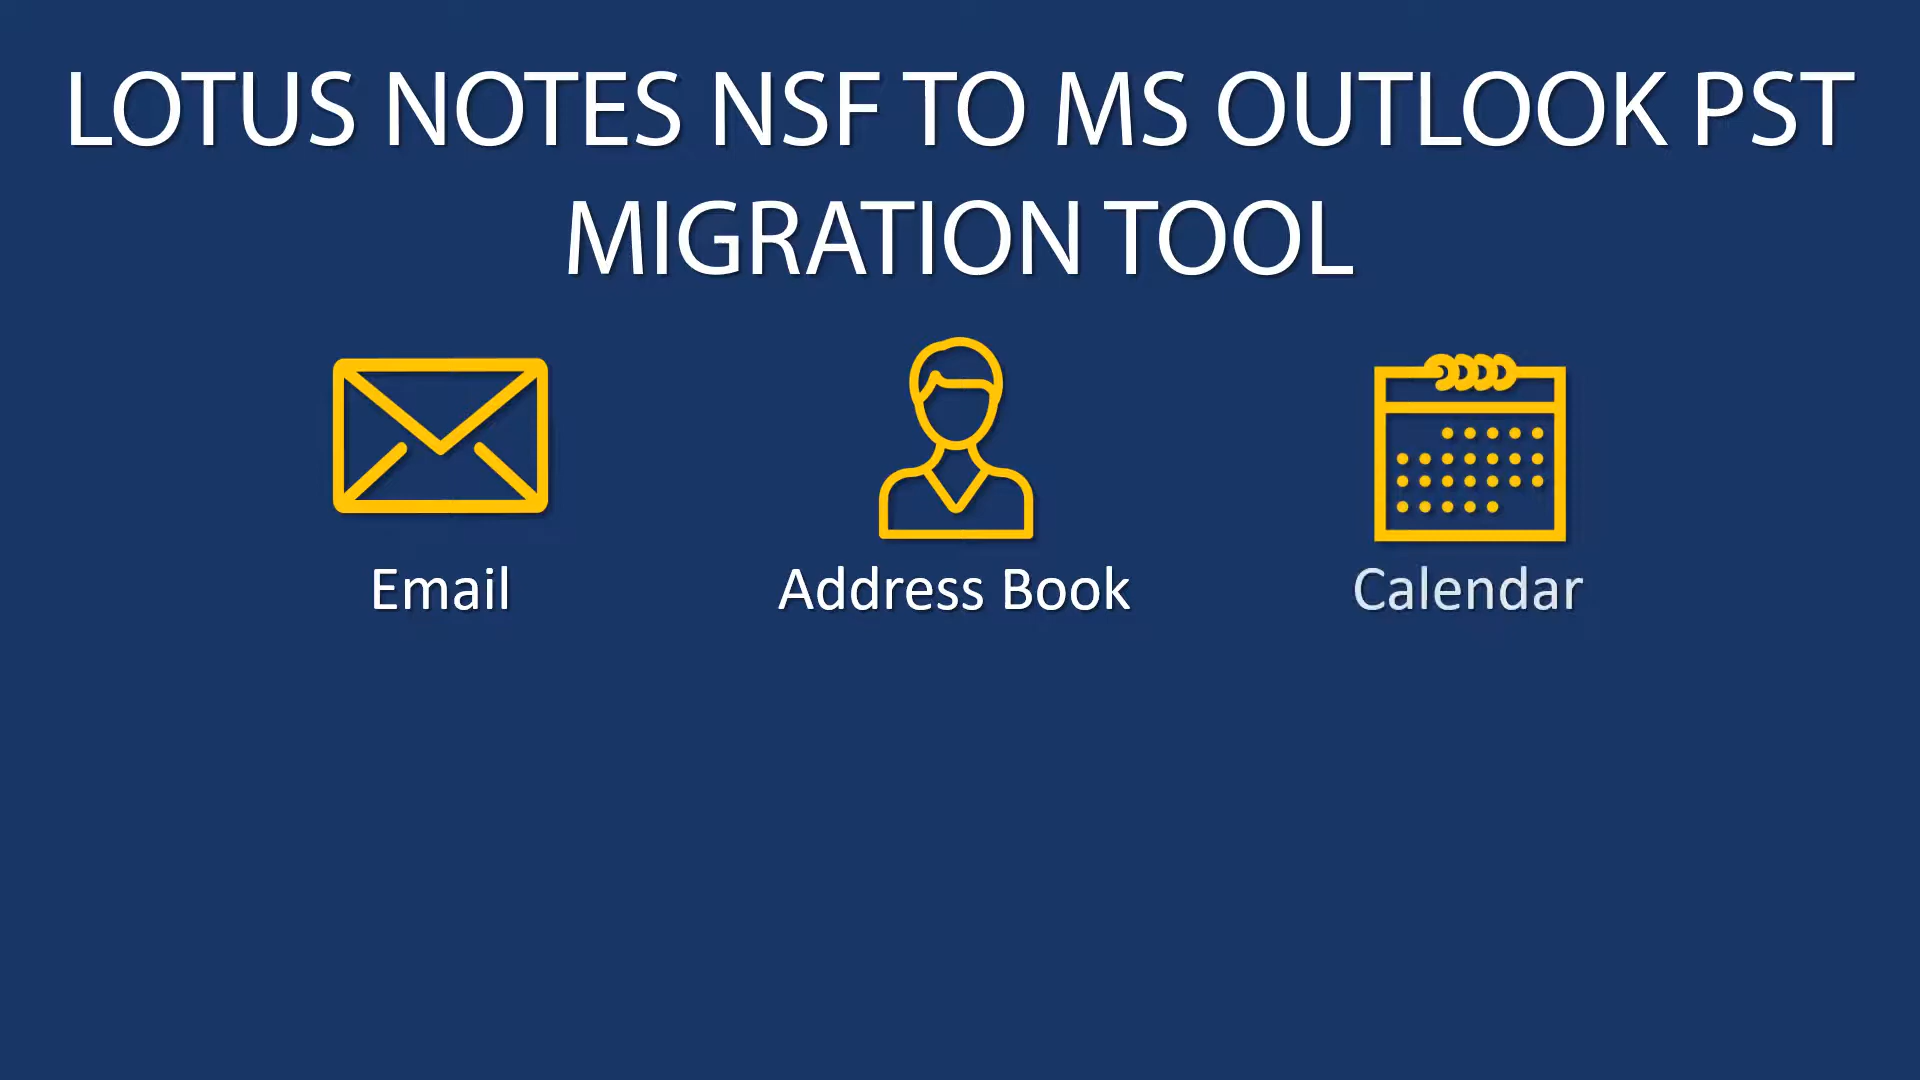 LOTUS NOTES NSF TO MS OUTLOOK PST
MIGRATION TOOL
Email
Address Book
Calendar